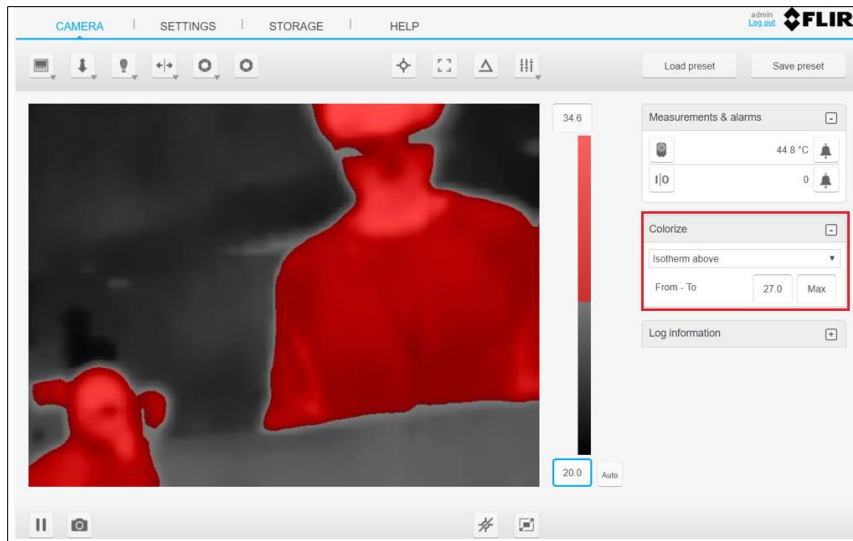 CAMERA | SETTINGS | STORAGE | HELP
admin
Log out
FLIR
Load preset
Save preset
34.6
Measurements & alarms
44.8 °C
I|O
0
Colorize
Isotherm above
From - To
27.0
Max
Log information
20.0
Auto